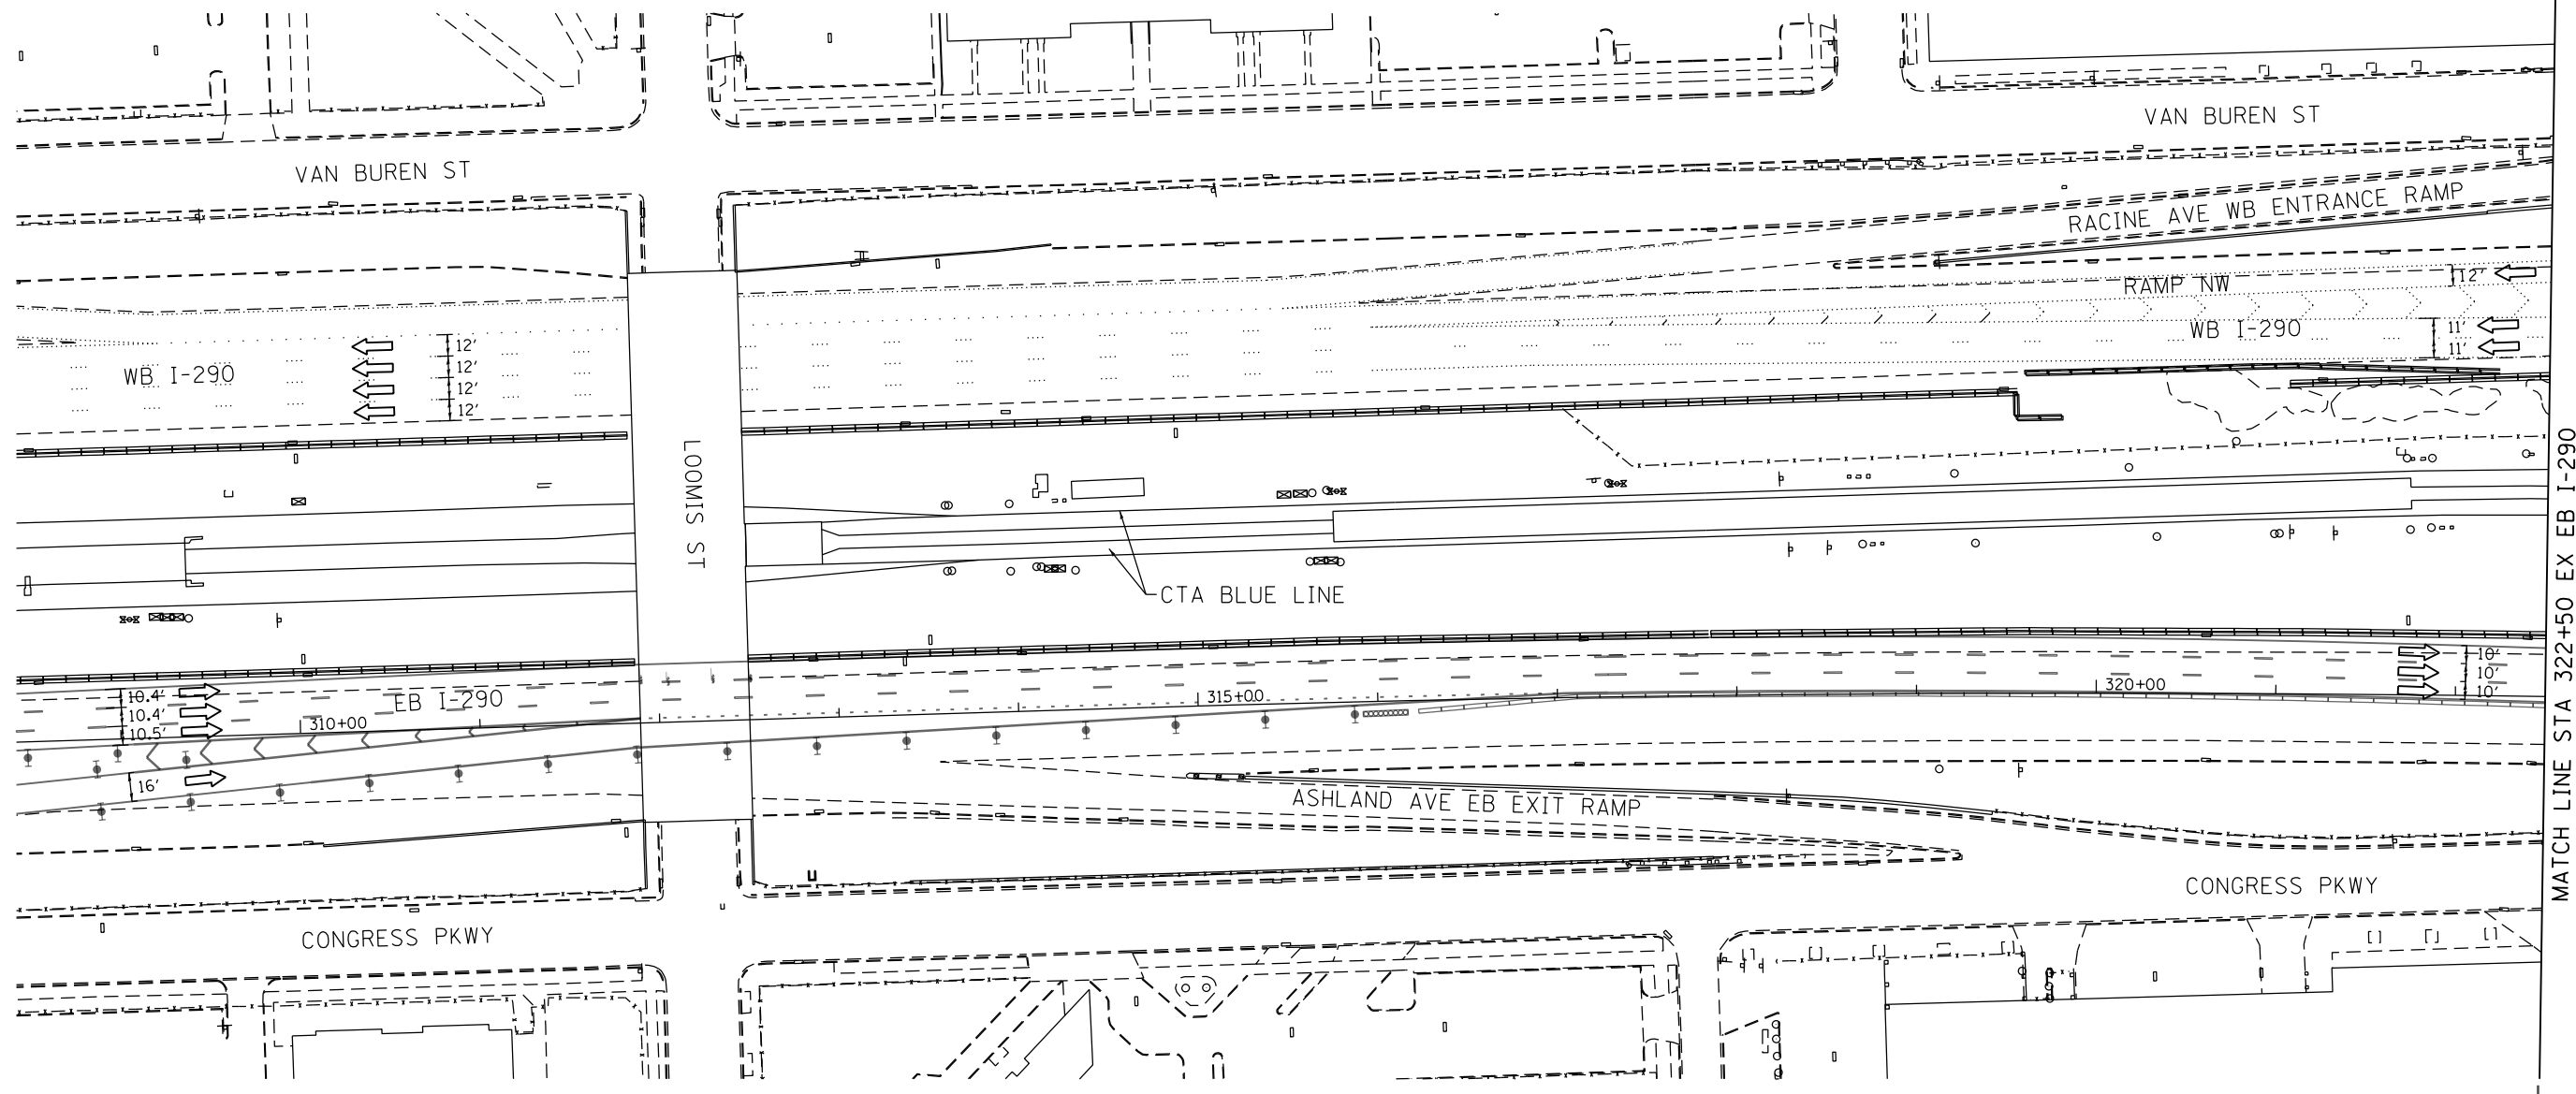 VAN BUREN ST
VAN BUREN ST
RACINE AVE WB ENTRANCE RAMP
12'
RAMP NW
WB I-290
11'
11'
WB I-290
12'
12'
12'
12'
LOOMIS ST
CTA BLUE LINE
MATCH LINE STA 322+50 EX EB I-290
10.4'
10.4'
10.5'
EB I-290
310+00
315+00
320+00
10'
10'
10'
16'
ASHLAND AVE EB EXIT RAMP
CONGRESS PKWY
CONGRESS PKWY